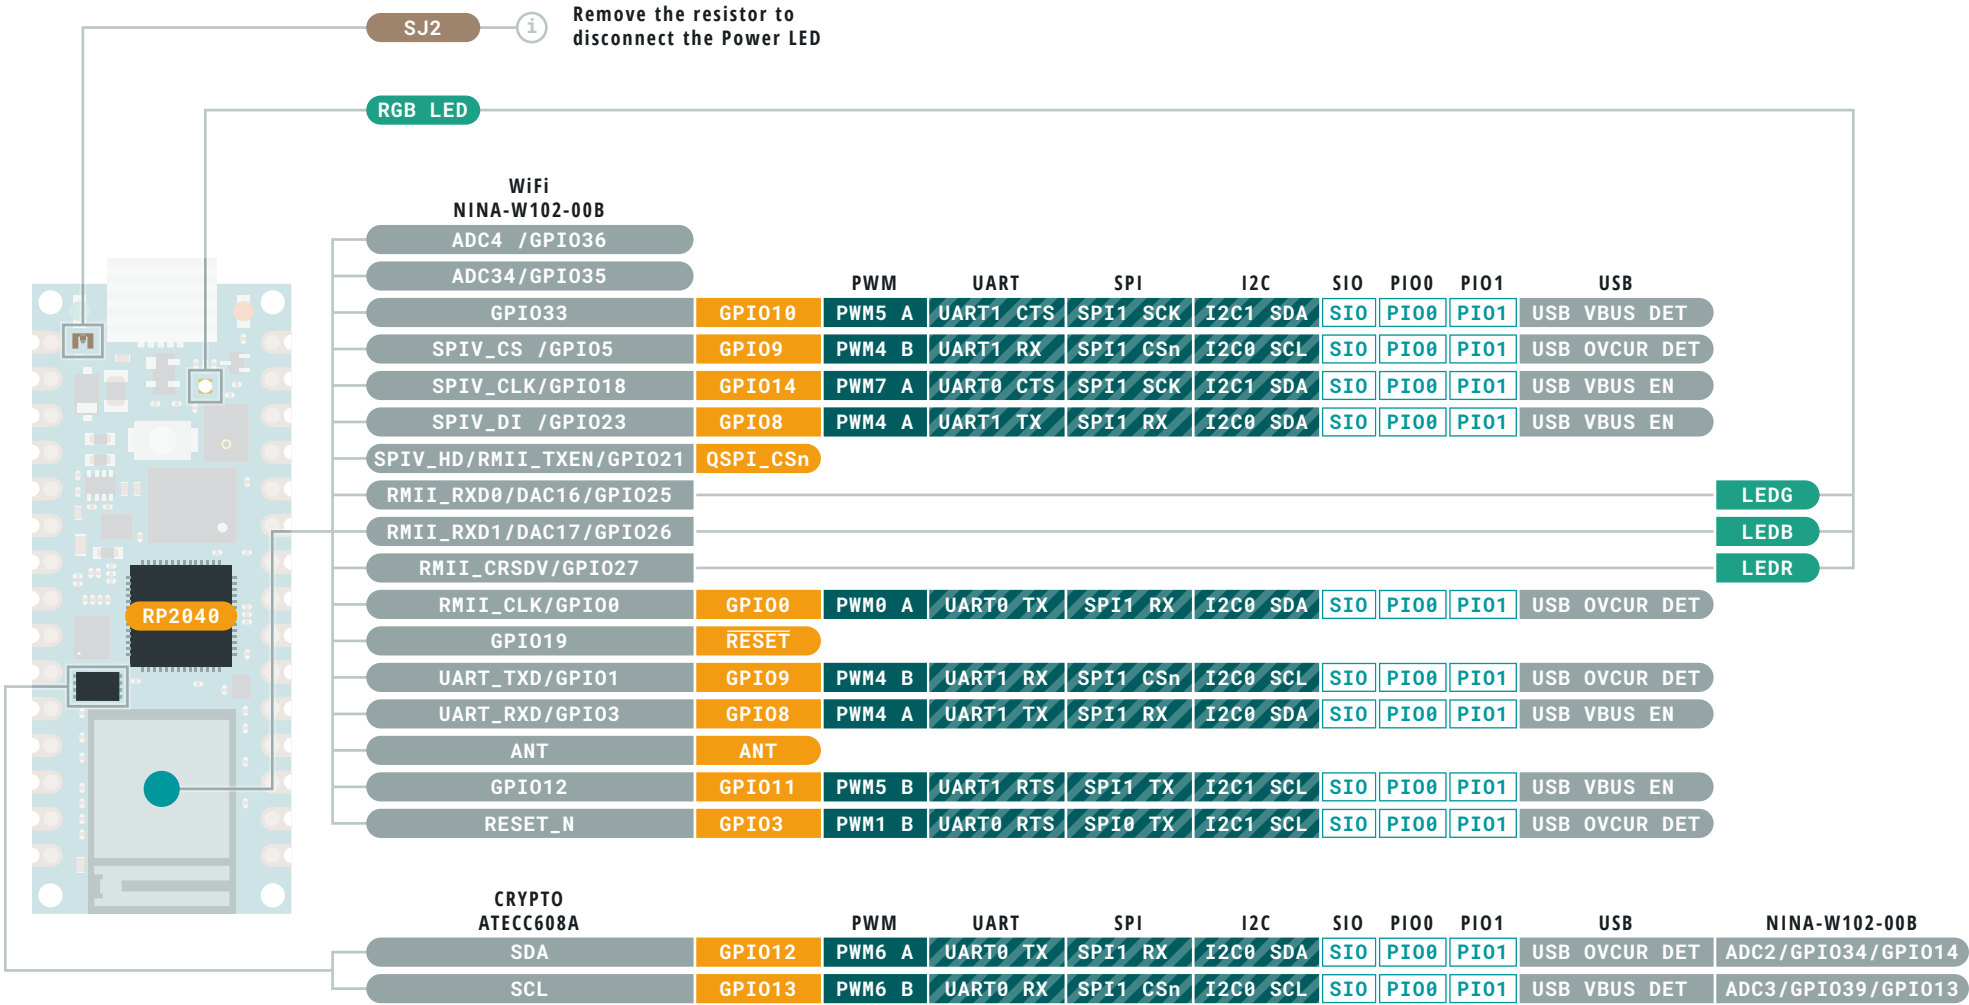 SJ2 i Remove the resistor to
disconnect the Power LED
RGB LED
WiFi
NINA-W102-00B
ADC4 /GPIO36
ADC34/GPIO35
PWM UART SPI I2C SIO PIO0 PIO1 USB
GPIO33 GPIO10 PWM5 A UART1 CTS SPI1 SCK I2C1 SDA SIO PIO0 PIO1 USB VBUS DET
SPIV_CS /GPIO5 GPIO9 PWM4 B UART1 RX SPI1 CSn I2C0 SCL SIO PIO0 PIO1 USB OVCUR DET
SPIV_CLK/GPIO18 GPIO14 PWM7 A UART0 CTS SPI1 SCK I2C1 SDA SIO PIO0 PIO1 USB VBUS EN
SPIV_DI /GPIO23 GPIO8 PWM4 A UART1 TX SPI1 RX I2C0 SDA SIO PIO0 PIO1 USB VBUS EN
SPIV_HD/RMII_TXEN/GPIO21 QSPI_CSn
RMII_RXD0/DAC16/GPIO25 LEDG
RMII_RXD1/DAC17/GPIO26 LEDB
RMII_CRSDV/GPIO27 LEDR
RMII_CLK/GPIO0 GPIO0 PWM0 A UART0 TX SPI1 RX I2C0 SDA SIO PIO0 PIO1 USB OVCUR DET
RP2040
GPIO19 RESET
UART_TXD/GPIO1 GPIO9 PWM4 B UART1 RX SPI1 CSn I2C0 SCL SIO PIO0 PIO1 USB OVCUR DET
UART_RXD/GPIO3 GPIO8 PWM4 A UART1 TX SPI1 RX I2C0 SDA SIO PIO0 PIO1 USB VBUS EN
ANT ANT
GPIO12 GPIO11 PWM5 B UART1 RTS SPI1 TX I2C1 SCL SIO PIO0 PIO1 USB VBUS EN
RESET_N GPIO3 PWM1 B UART0 RTS SPI0 TX I2C1 SCL SIO PIO0 PIO1 USB OVCUR DET
CRYPTO
ATECC608A PWM UART SPI I2C SIO PIO0 PIO1 USB NINA-W102-00B
SDA GPIO12 PWM6 A UART0 TX SPI1 RX I2C0 SDA SIO PIO0 PIO1 USB OVCUR DET ADC2/GPIO34/GPIO14
SCL GPIO13 PWM6 B UART0 RX SPI1 CSn I2C0 SCL SIO PIO0 PIO1 USB VBUS DET ADC3/GPIO39/GPIO13